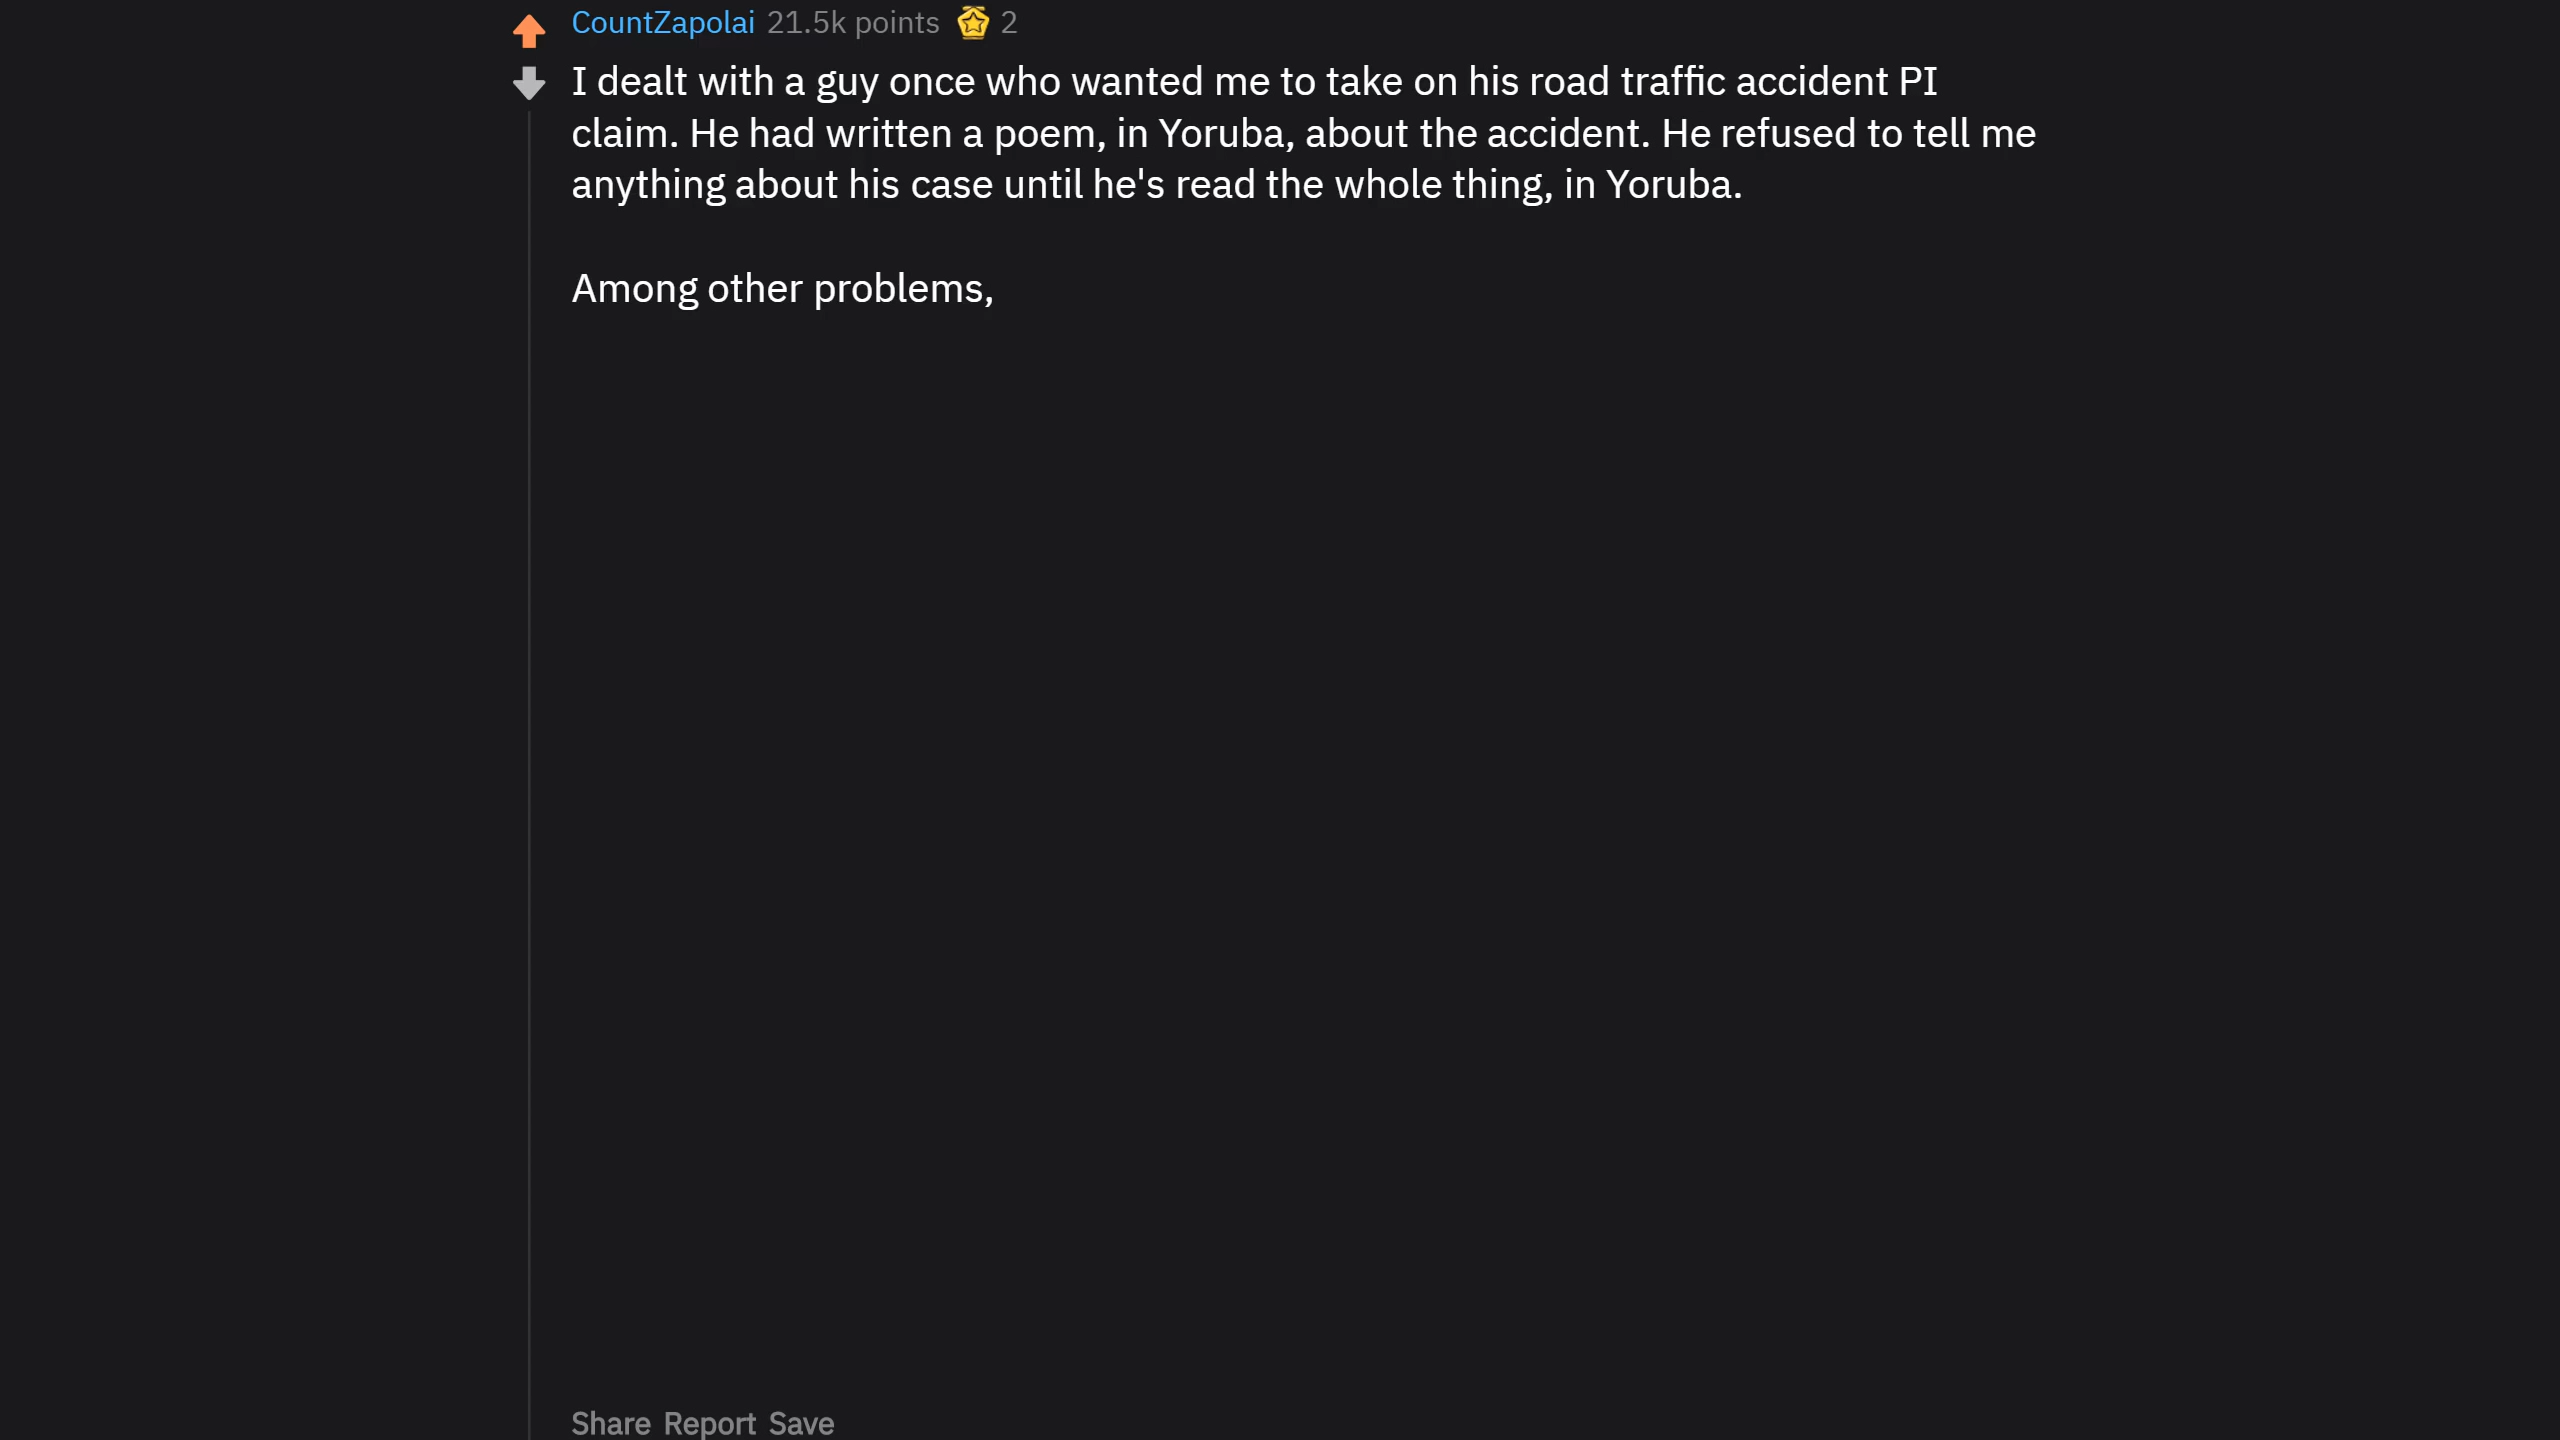 CountZapolai 21.5k points 2
I dealt with a guy once who wanted me to take on his road traffic accident PI
claim. He had written a poem, in Yoruba, about the accident. He refused to tell me
anything about his case until he's read the whole thing, in Yoruba.
Among other problems,
Share Report Save